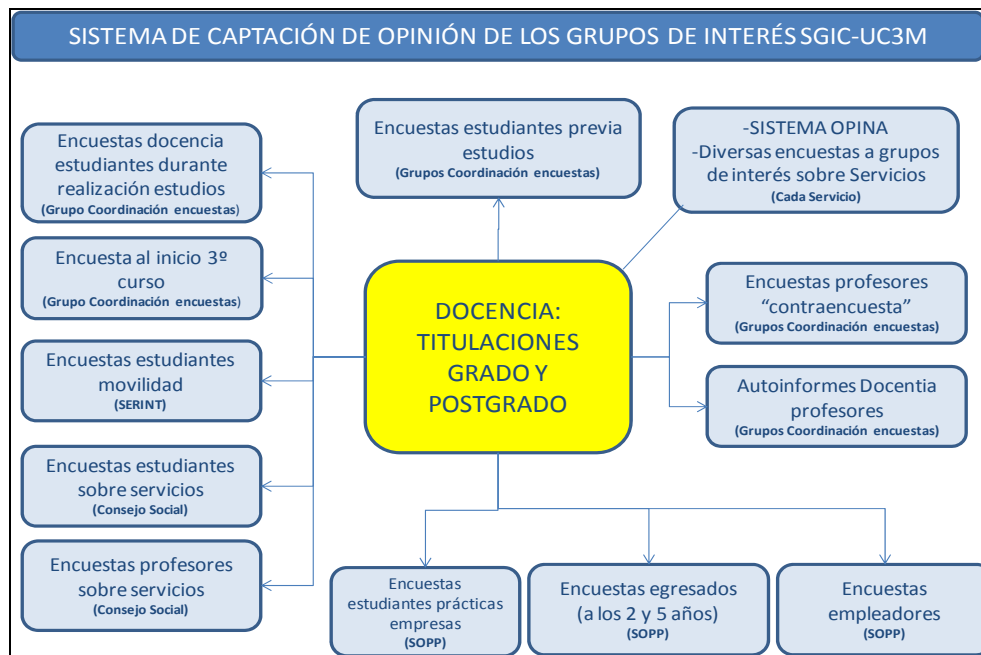 SISTEMA DE CAPTACIÓN DE OPINIÓN DE LOS GRUPOS DE INTERÉS SGIC-UC3M
Encuestas docencia
estudiantes durante
realización estudios
(Grupo Coordinación encuestas)
Encuesta al inicio 3º
curso
(Grupo Coordinación encuestas)
Encuestas estudiantes
movilidad
(SERINT)
Encuestas estudiantes
sobre servicios
(Consejo Social)
Encuestas profesores
sobre servicios
(Consejo Social)
Encuestas estudiantes previa
estudios
(Grupos Coordinación encuestas)
-SISTEMA OPINA
-Diversas encuestas a grupos
de interés sobre Servicios
(Cada Servicio)
DOCENCIA:
TITULACIONES
GRADO Y
POSTGRADO
Encuestas profesores
“contraencuesta”
(Grupos Coordinación encuestas)
Autoinformes Docentia
profesores
(Grupos Coordinación encuestas)
Encuestas
estudiantes prácticas
empresas
(SOPP)
Encuestas egresados
(a los 2 y 5 años)
(SOPP)
Encuestas
empleadores
(SOPP)